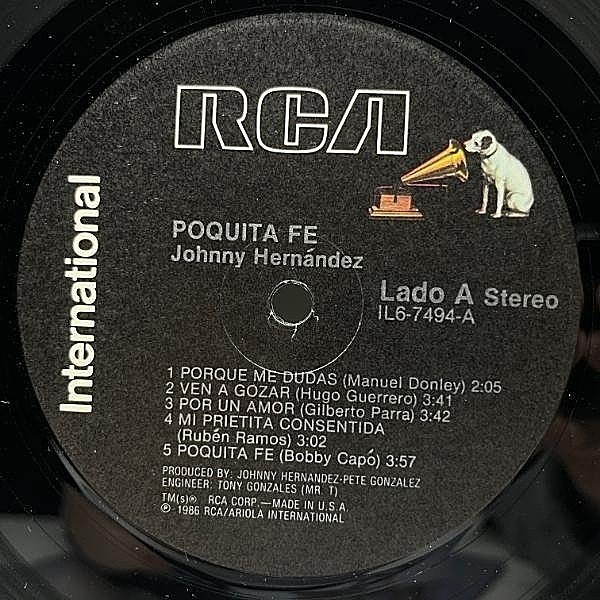 RCA
International
POQUITA FE
Johnny Hernández
Lado A Stereo
IL6-7494-A
1 PORQUE ME DUDAS (Manuel Donley) 2:05
2 VEN A GOZAR (Hugo Guerrero) 3:41
3 POR UN AMOR (Gilberto Parra) 3:42
4 MI PRIETITA CONSENTIDA
(Rubén Ramos) 3:02
5 POQUITA FE (Bobby Capó) 3:57
PRODUCED BY: JOHNNY HERNANDEZ-PETE GONZALEZ
ENGINEER: TONY GONZALES (MR. T)
TM(s)® RCA CORP.—MADE IN U.S.A.
℗-1986 RCA/ARIOLA INTERNATIONAL